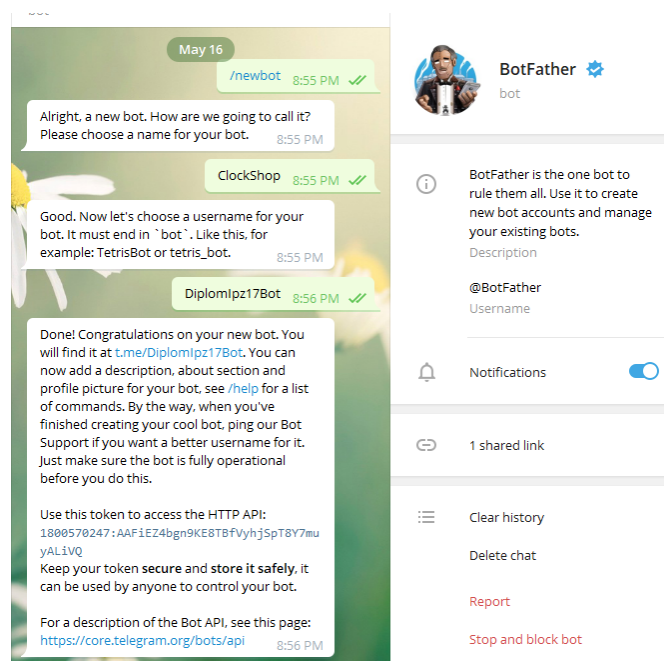 bot
May 16
/newbot 8:55 PM
Alright, a new bot. How are we going to call it?
Please choose a name for your bot.
8:55 PM
ClockShop 8:55 PM
Good. Now let's choose a username for your
bot. It must end in `bot`. Like this, for
example: TetrisBot or tetris_bot.
8:55 PM
DiplomIpz17Bot 8:56 PM
Done! Congratulations on your new bot. You
will find it at t.me/DiplomIpz17Bot. You can
now add a description, about section and
profile picture for your bot, see /help for a list
of commands. By the way, when you've
finished creating your cool bot, ping our Bot
Support if you want a better username for it.
Just make sure the bot is fully operational
before you do this.
Use this token to access the HTTP API:
1800570247:AAFiEZ4bgn9KE8TBfVyhjSpT8Y7mu
yALiVQ
Keep your token secure and store it safely, it
can be used by anyone to control your bot.
For a description of the Bot API, see this page:
https://core.telegram.org/bots/api
8:56 PM
BotFather
bot
BotFather is the one bot to
rule them all. Use it to create
new bot accounts and manage
your existing bots.
Description
@BotFather
Username
Notifications
1 shared link
Clear history
Delete chat
Report
Stop and block bot